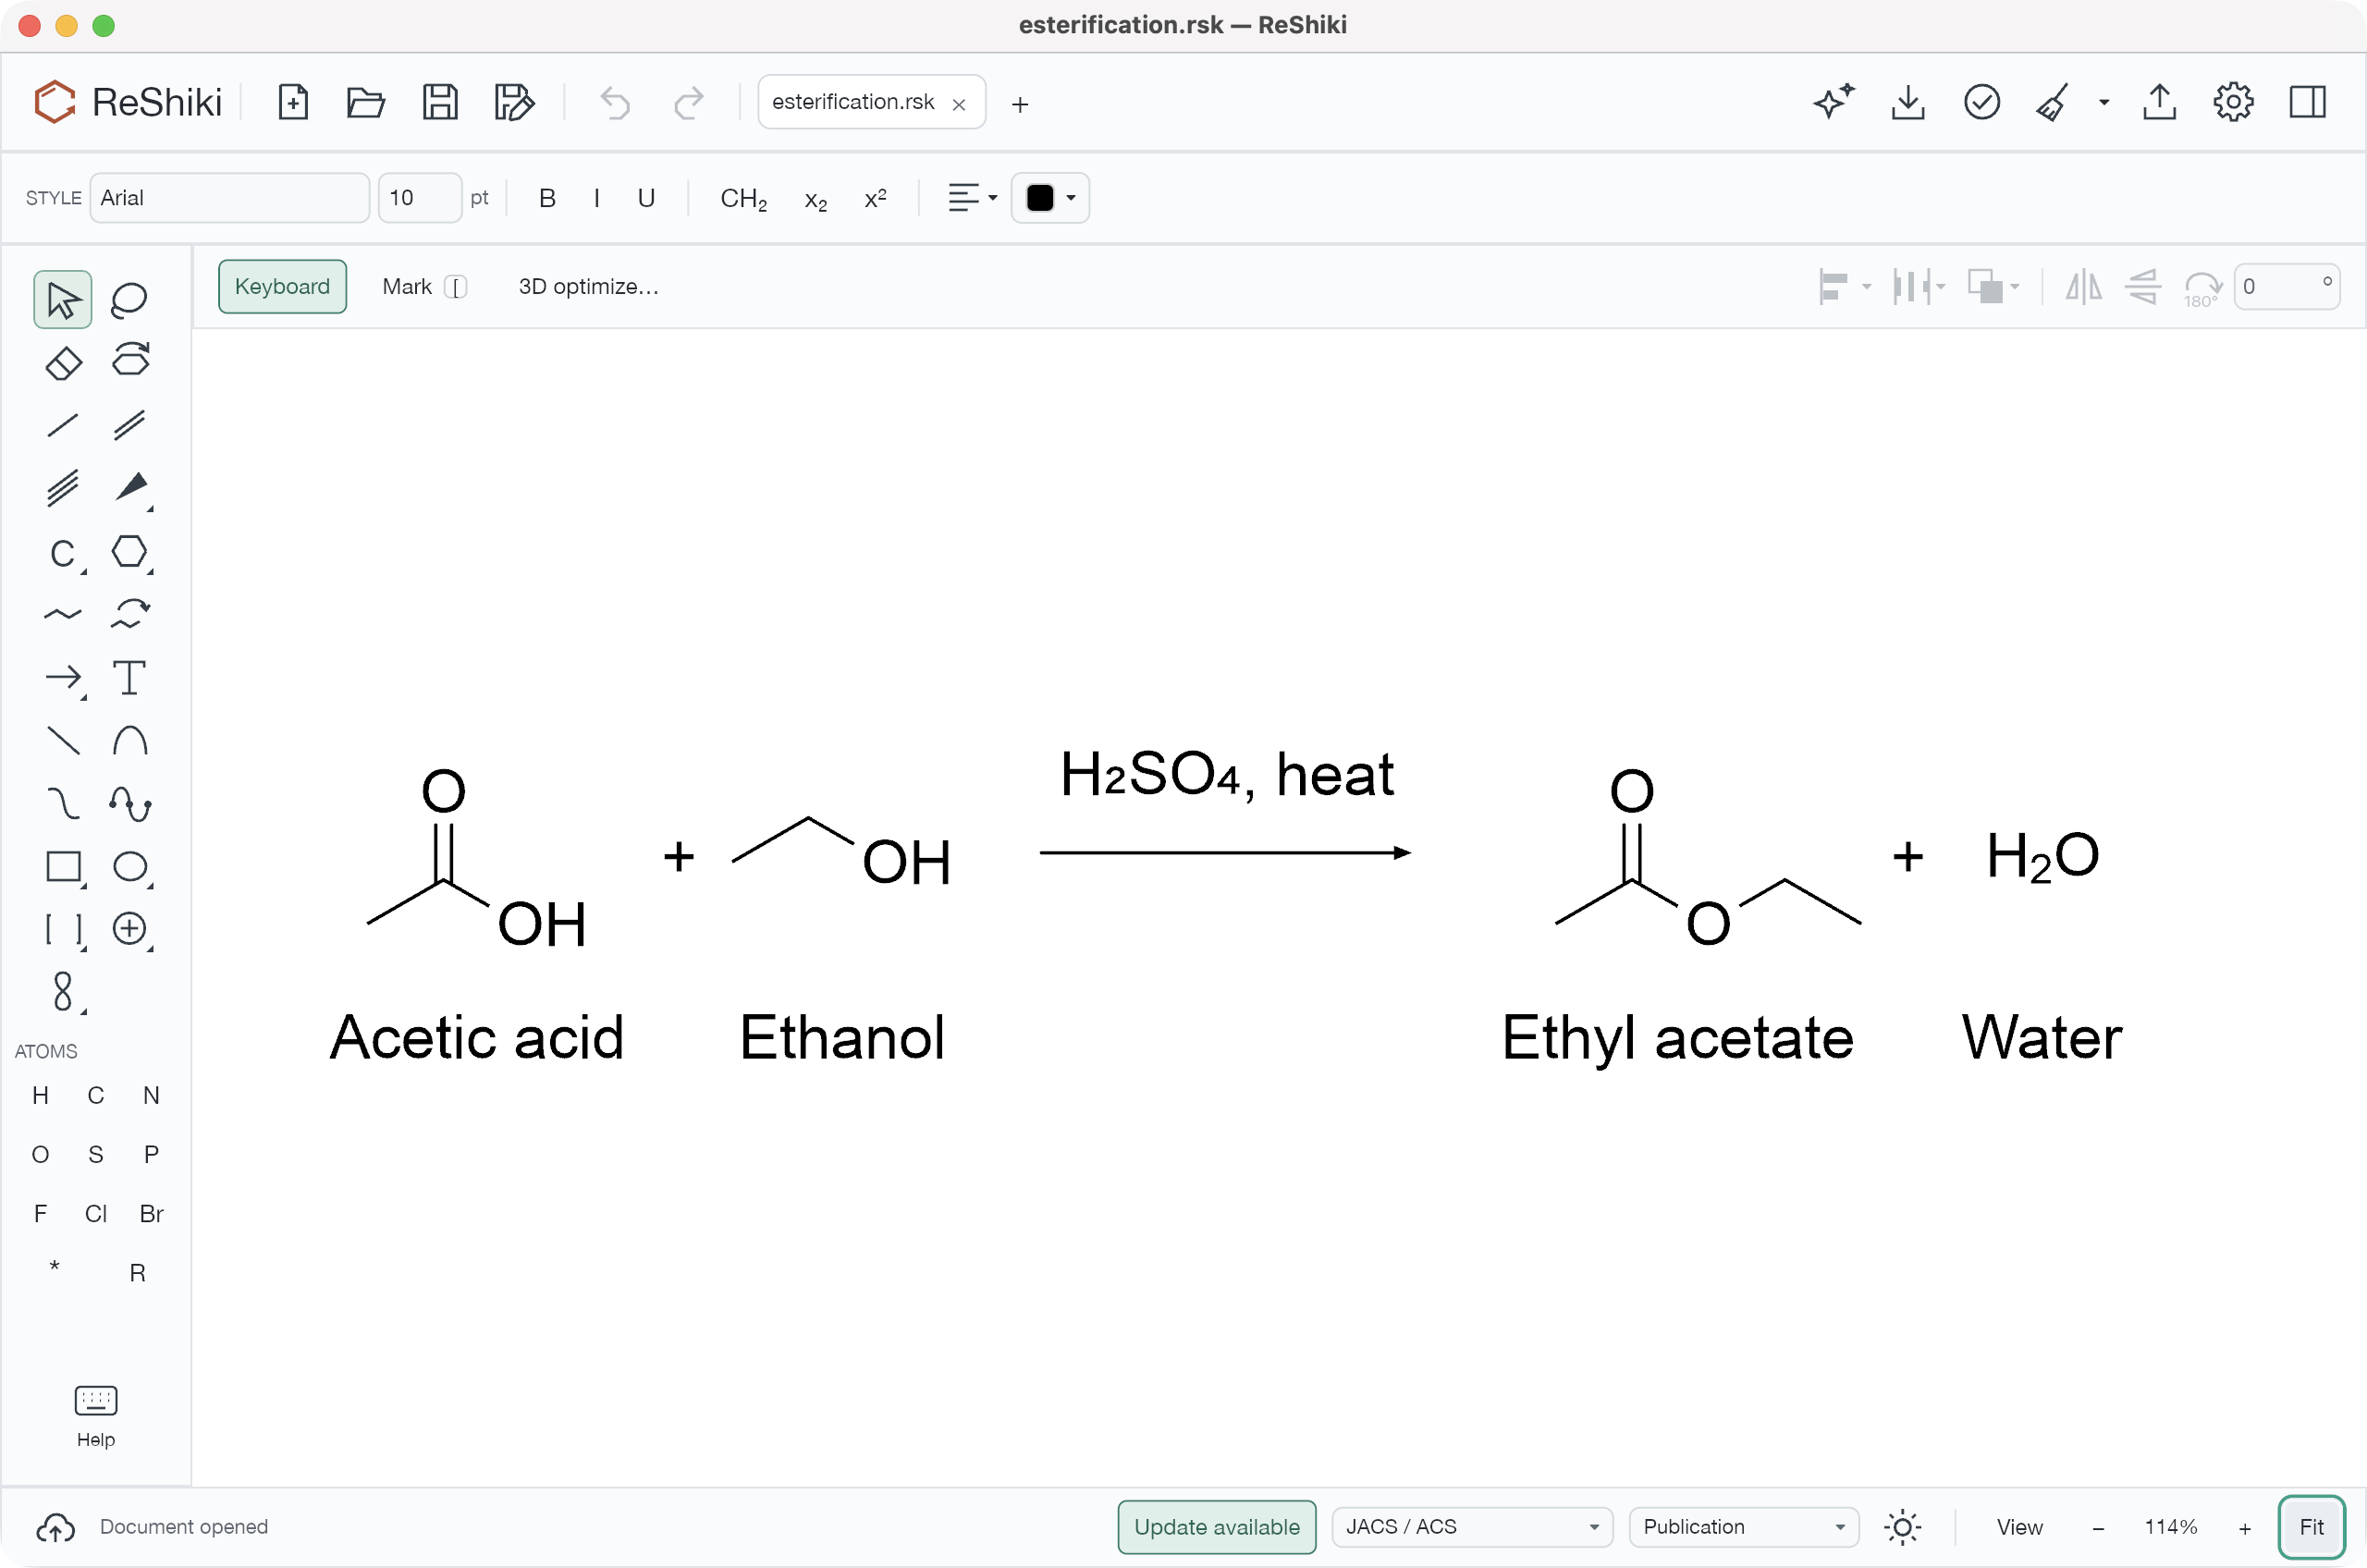 esterification.rsk — ReShiki
ReShiki
esterification.rsk
STYLE Arial 10 pt B I U CH₂ x₂ x²
Keyboard Mark [ 3D optimize... 180° 0 °
C
T
[ ]
ATOMS
H C N
O S P
F Cl Br
* R
Help
O
OH
+
OH
H₂SO₄, heat
O
O
+
H₂O
Acetic acid Ethanol Ethyl acetate Water
Document opened Update available JACS / ACS Publication View − 114% + Fit